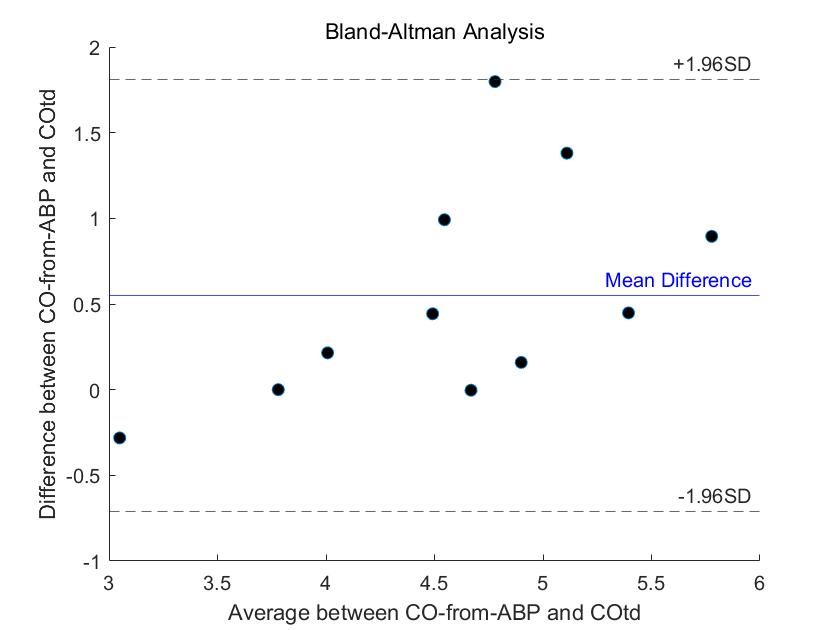 Bland-Altman Analysis
2
+1.96SD
1.5
1
Mean Difference
0.5
0
-0.5
-1.96SD
-1
3 3.5 4 4.5 5 5.5 6
Average between CO-from-ABP and COtd
Difference between CO-from-ABP and COtd